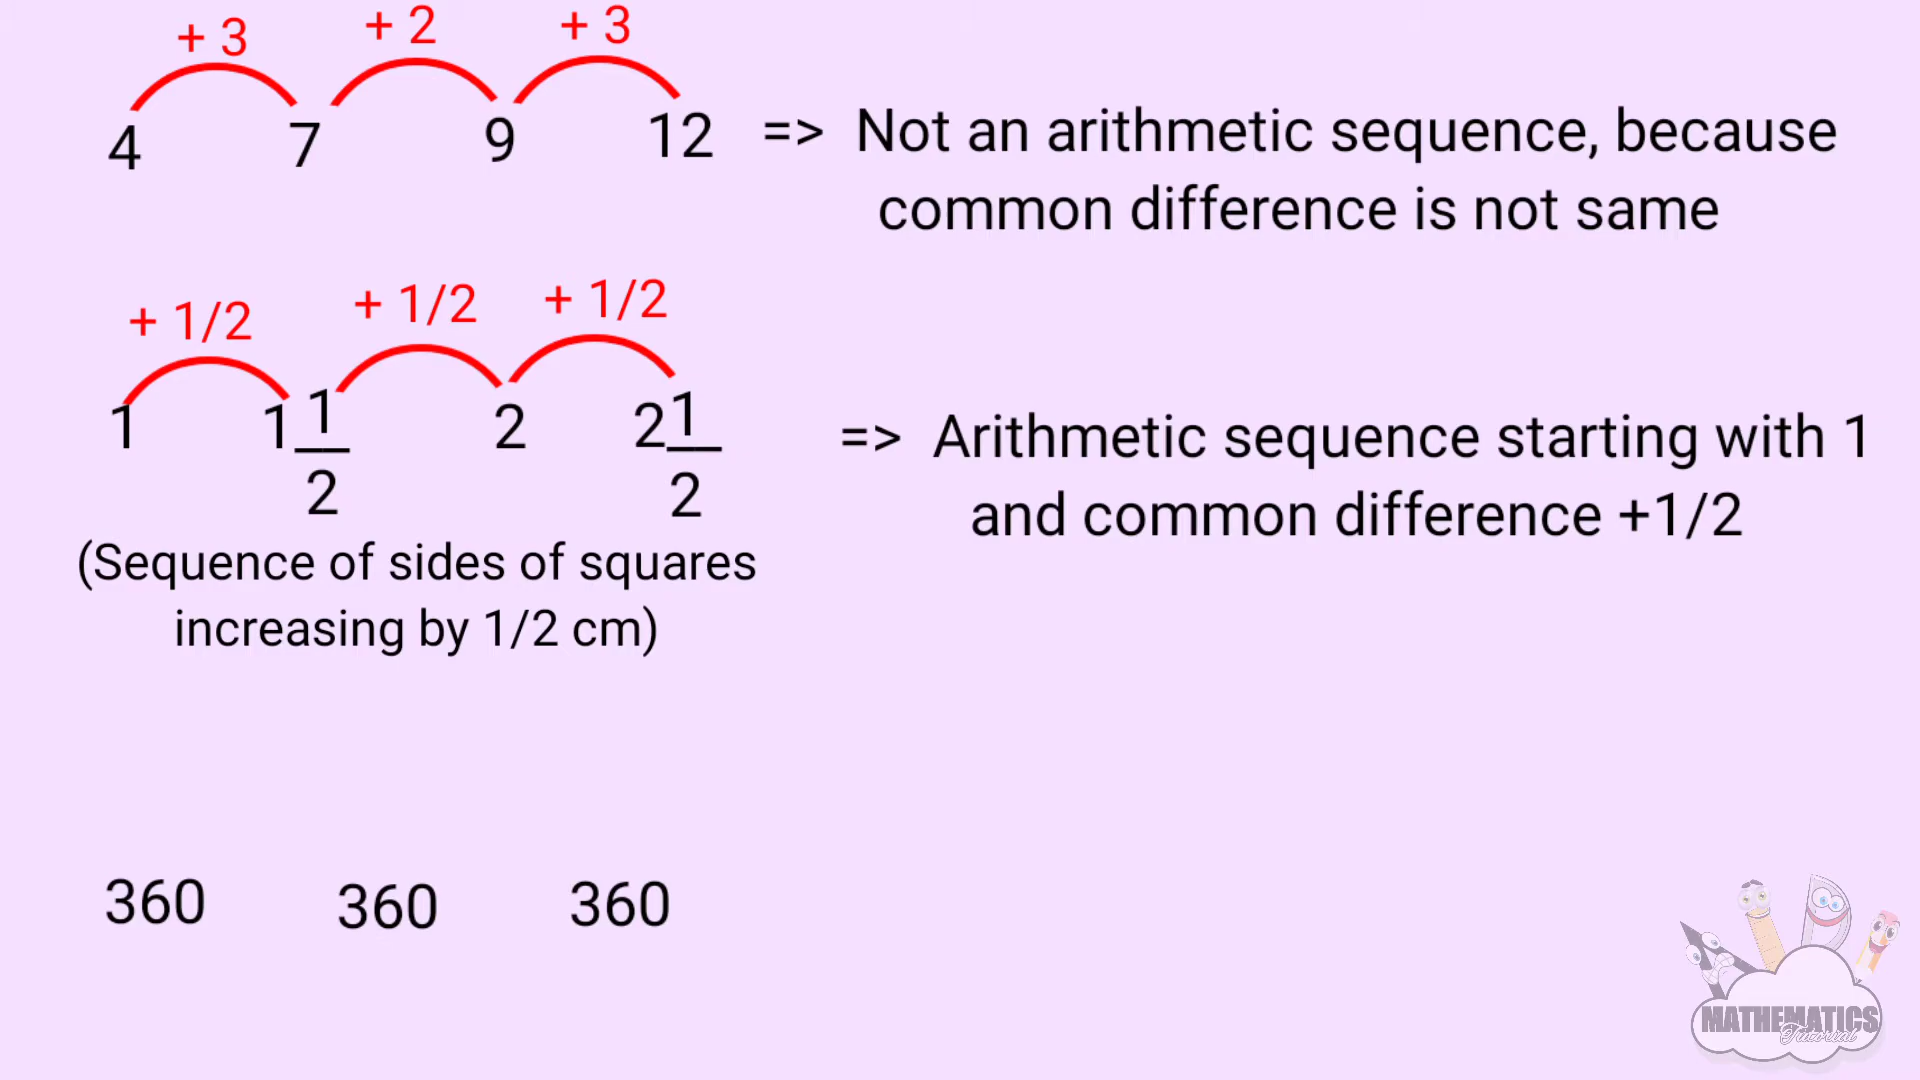 + 3 + 2 + 3
4 7 9 12 => Not an arithmetic sequence, because
common difference is not same
+ 1/2 + 1/2 + 1/2
1 1 1/2 2 2 1/2 => Arithmetic sequence starting with 1
and common difference +1/2
(Sequence of sides of squares
increasing by 1/2 cm)
360 360 360
MATHEMATICS
Tutorial